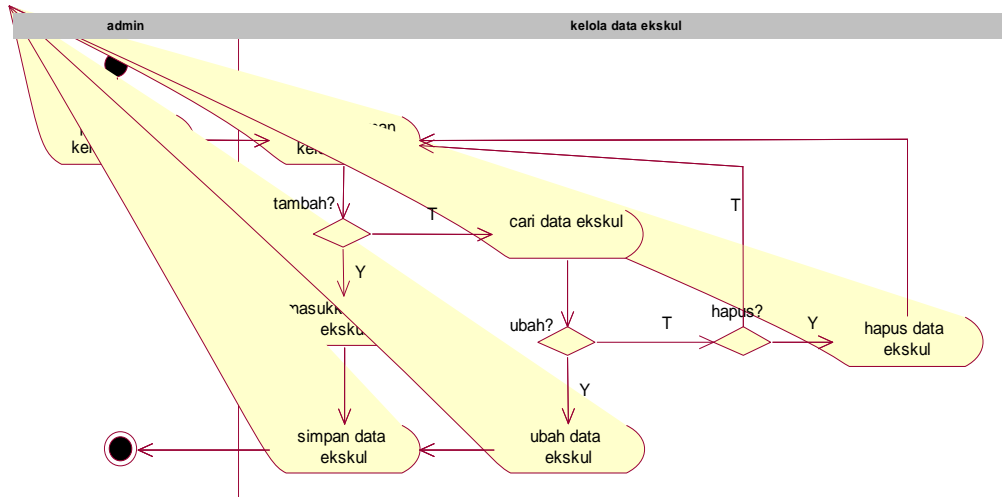 admin
kelola data ekskul
tambah?
T
cari data ekskul
Y
ekskul
ubah?
T
hapus?
T
Y
hapus data
ekskul
Y
simpan data
ekskul
ubah data
ekskul